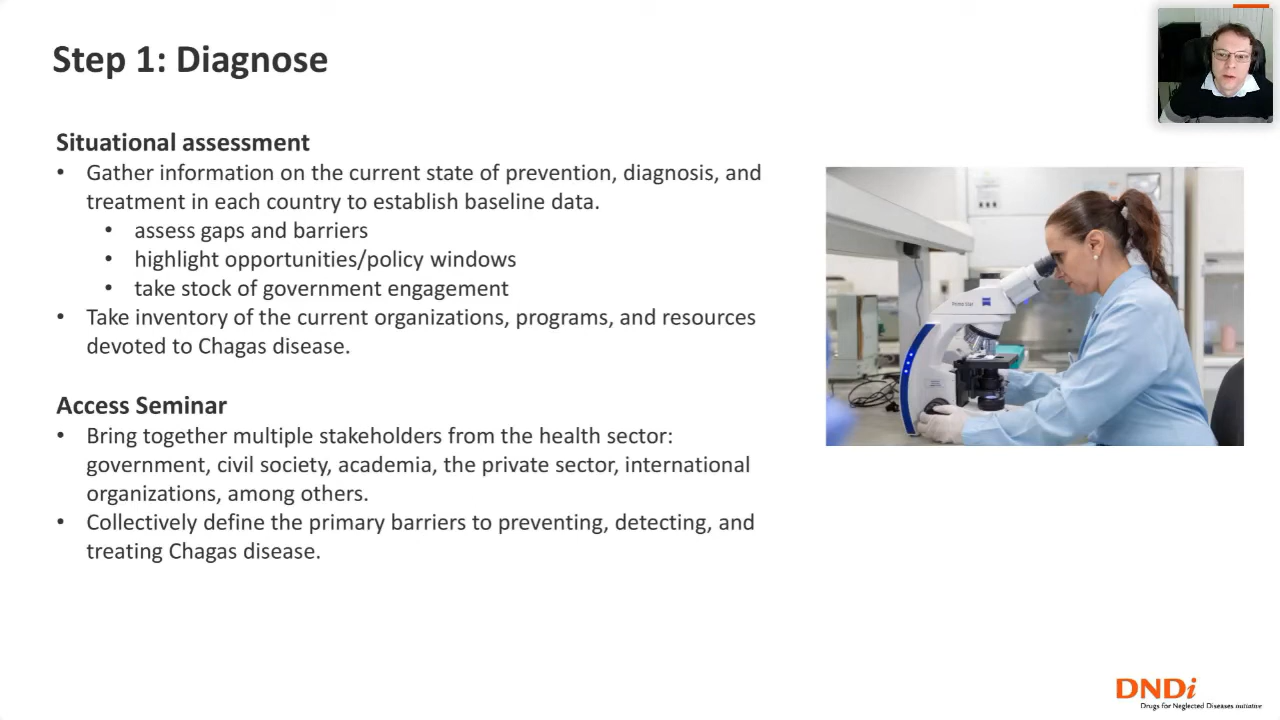 Step 1: Diagnose
Situational assessment
• Gather information on the current state of prevention, diagnosis, and
treatment in each country to establish baseline data.
• assess gaps and barriers
• highlight opportunities/policy windows
• take stock of government engagement
• Take inventory of the current organizations, programs, and resources
devoted to Chagas disease.
Access Seminar
• Bring together multiple stakeholders from the health sector:
government, civil society, academia, the private sector, international
organizations, among others.
• Collectively define the primary barriers to preventing, detecting, and
treating Chagas disease.
Primo Star
DNDi
Drugs for Neglected Diseases initiative